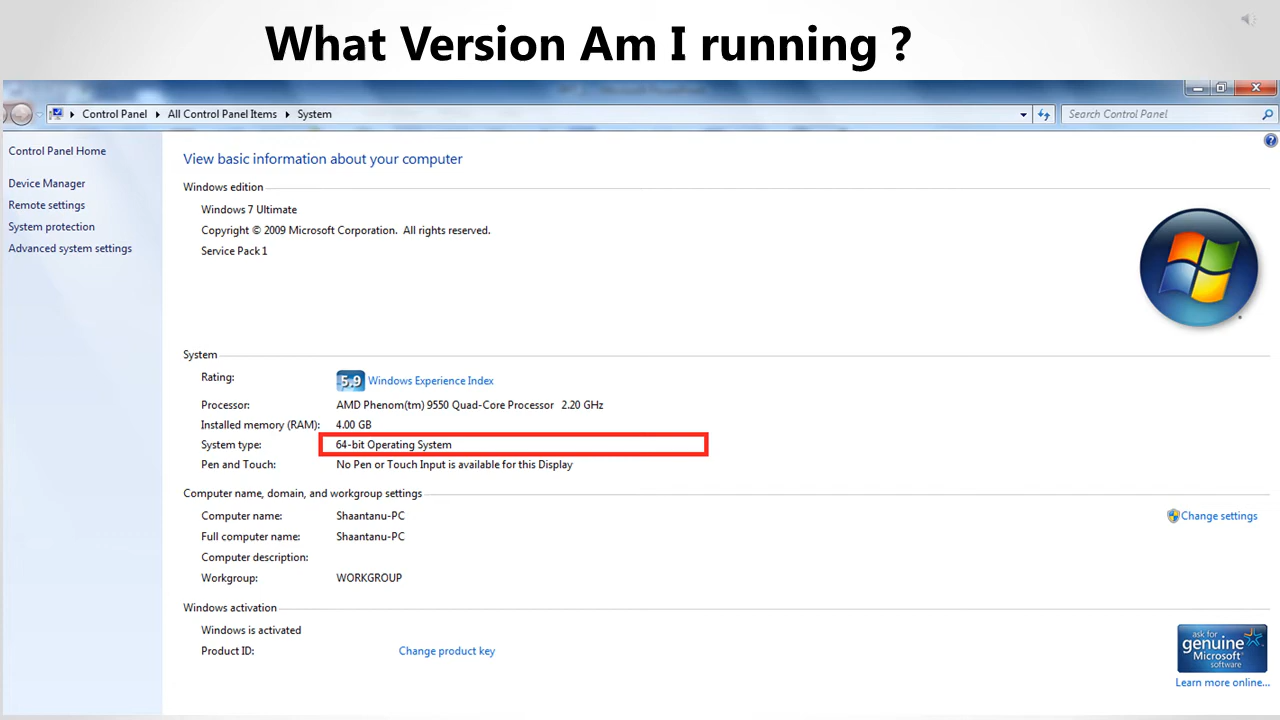 What Version Am I running ?
Control Panel
All Control Panel Items
System
Search Control Panel
Control Panel Home
Device Manager
Remote settings
System protection
Advanced system settings
View basic information about your computer
Windows edition
Windows 7 Ultimate
Copyright © 2009 Microsoft Corporation.  All rights reserved.
Service Pack 1
System
Rating:
5.9 Windows Experience Index
Processor: AMD Phenom(tm) 9550 Quad-Core Processor   2.20 GHz
Installed memory (RAM): 4.00 GB
System type: 64-bit Operating System
Pen and Touch: No Pen or Touch Input is available for this Display
Computer name, domain, and workgroup settings
Computer name: Shaantanu-PC
Change settings
Full computer name: Shaantanu-PC
Computer description:
Workgroup: WORKGROUP
Windows activation
Windows is activated
Product ID:
Change product key
ask for
genuine
Microsoft
software
Learn more online...